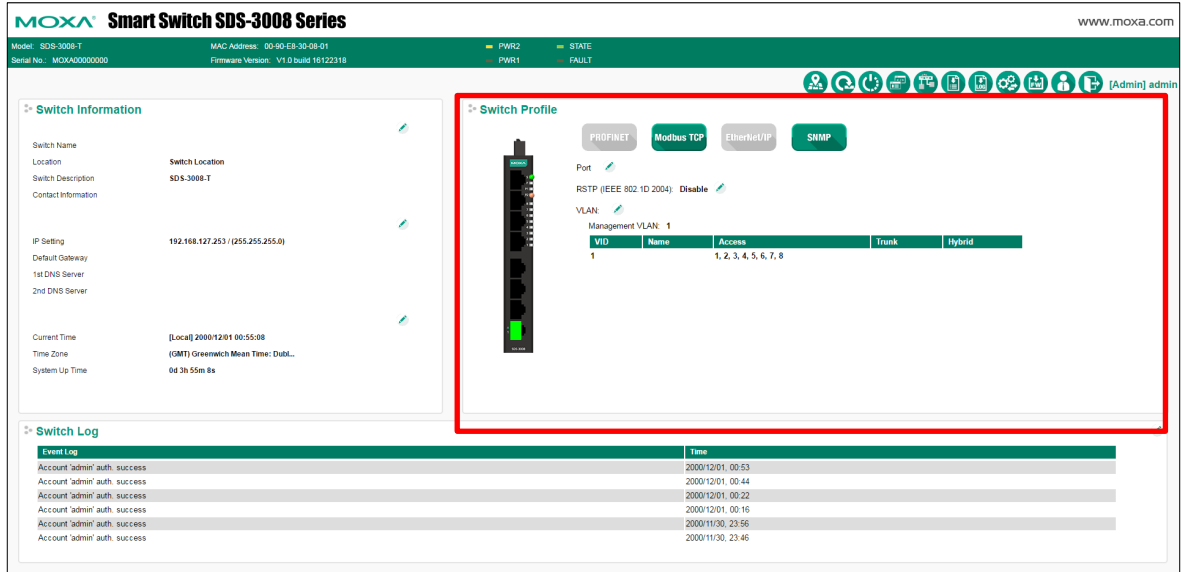 MOXA Smart Switch SDS-3008 Series www.moxa.com
Model: SDS-3008-T MAC Address: 00-90-E8-30-08-01 PWR2 STATE
Serial No.: MOXA00000000 Firmware Version: V1.0 build 16122318 PWR1 FAULT
[Admin] admin
Switch Information
Switch Name
Location Switch Location
Switch Description SDS-3008-T
Contact Information
IP Setting 192.168.127.253 / (255.255.255.0)
Default Gateway
1st DNS Server
2nd DNS Server
Current Time [Local] 2000/12/01 00:55:08
Time Zone (GMT) Greenwich Mean Time: Dubl...
System Up Time 0d 3h 55m 8s
Switch Profile
PROFINET Modbus TCP EtherNet/IP SNMP
MOXA
Port
RSTP (IEEE 802.1D 2004): Disable
VLAN:
Management VLAN: 1
VID Name Access Trunk Hybrid
1 1, 2, 3, 4, 5, 6, 7, 8
Switch Log
Event Log Time
Account 'admin' auth. success 2000/12/01, 00:53
Account 'admin' auth. success 2000/12/01, 00:44
Account 'admin' auth. success 2000/12/01, 00:22
Account 'admin' auth. success 2000/12/01, 00:16
Account 'admin' auth. success 2000/11/30, 23:56
Account 'admin' auth. success 2000/11/30, 23:46